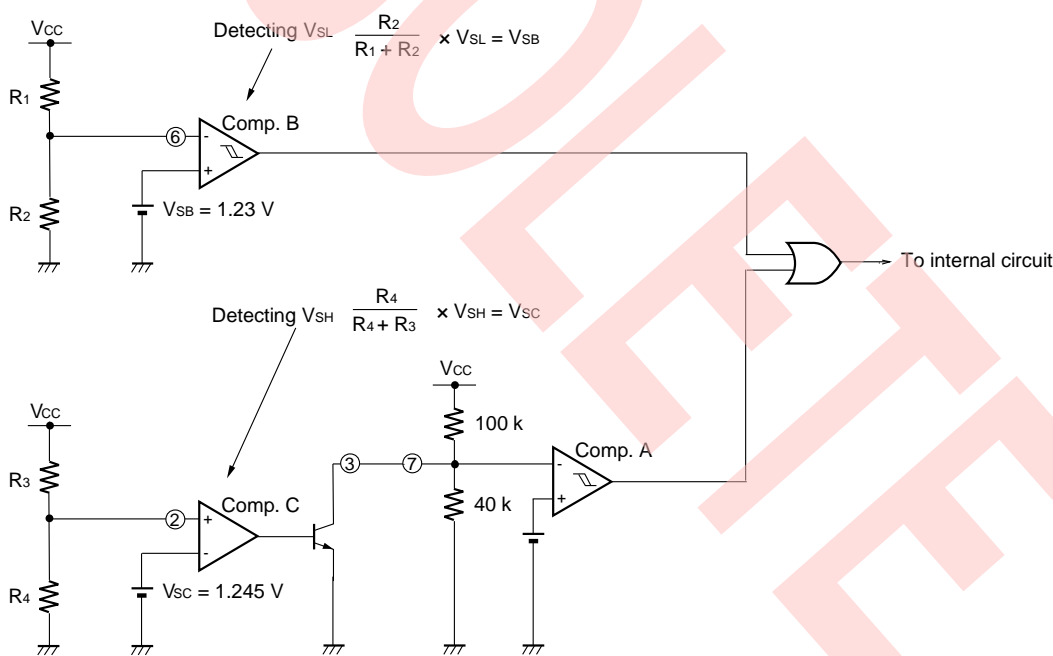 VCC
Detecting VSL R2 / R1 + R2 × VSL = VSB
R1
6
-
Comp. B
+
R2
VSB = 1.23 V
To internal circuit
Detecting VSH R4 / R4 + R3 × VSH = VSC
VCC
VCC
100 k
R3
3
7
-
Comp. A
40 k
+
2
+
Comp. C
-
R4
VSC = 1.245 V
OLETE